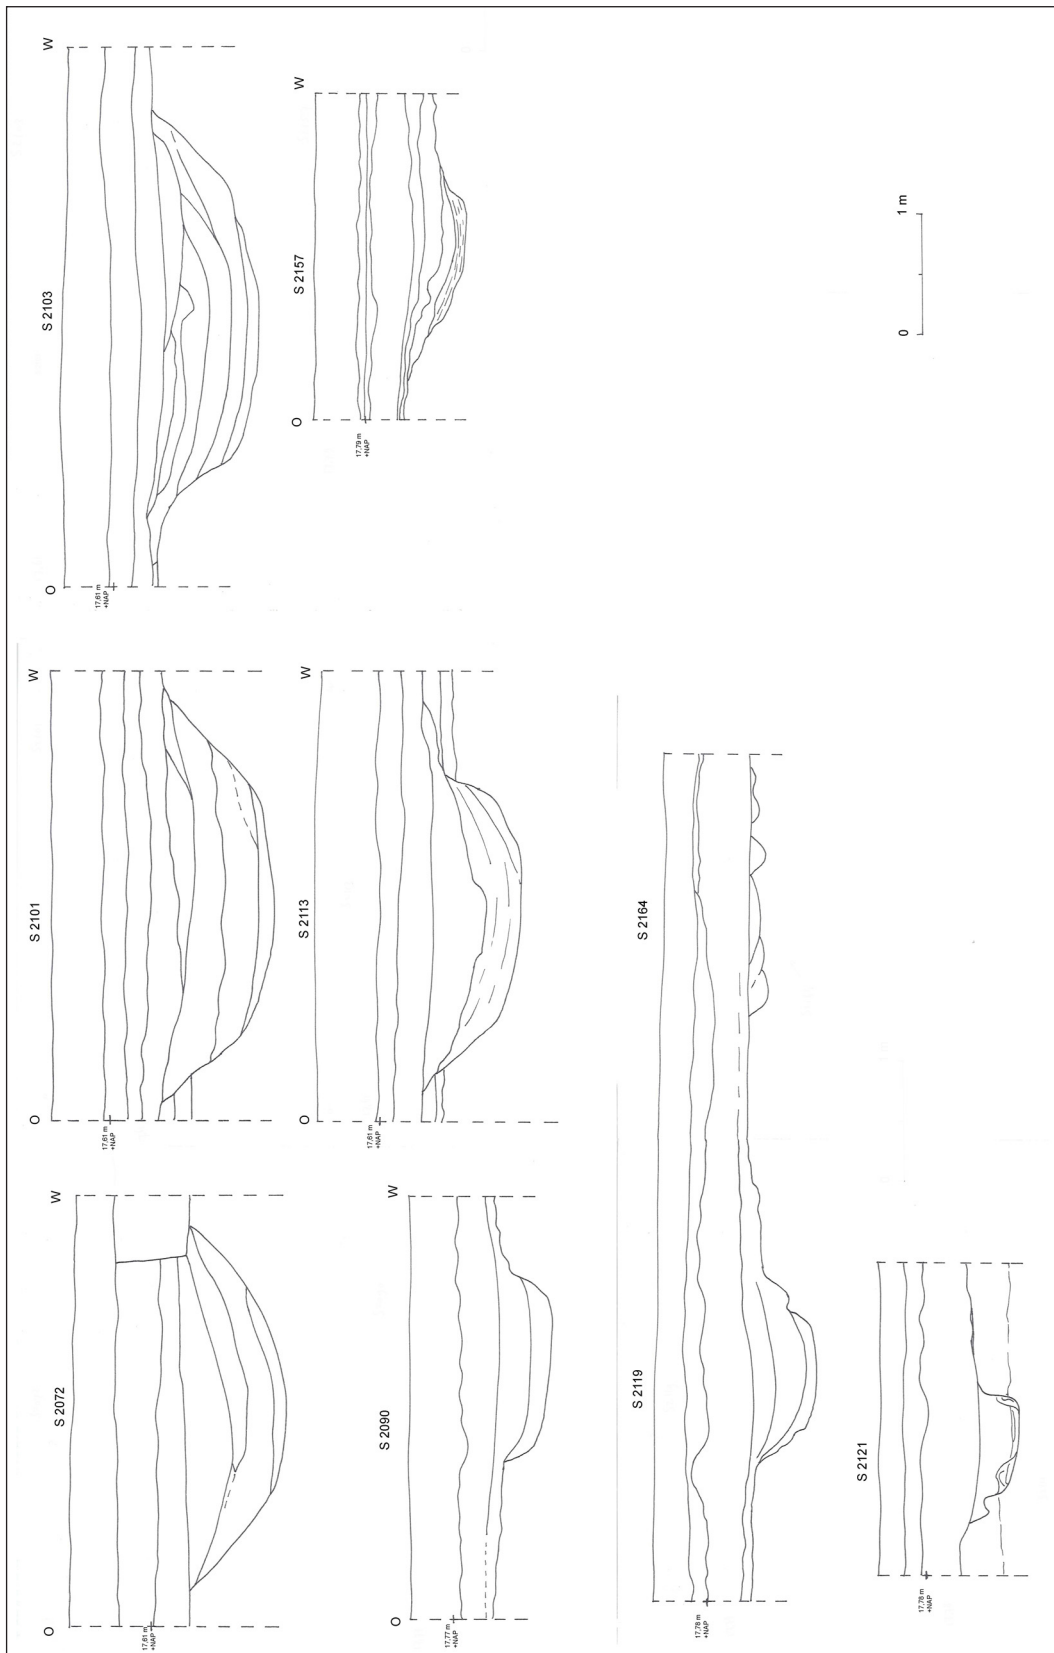 S 2072
O
W
17,61 m
+NAP
S 2101
O
W
17,61 m
+NAP
S 2103
O
W
17,61 m
+NAP
S 2090
O
W
17,77 m
+NAP
S 2113
O
W
17,61 m
+NAP
S 2157
O
W
17,79 m
+NAP
S 2119
S 2164
17,78 m
+NAP
S 2121
17,78 m
+NAP
0
1 m